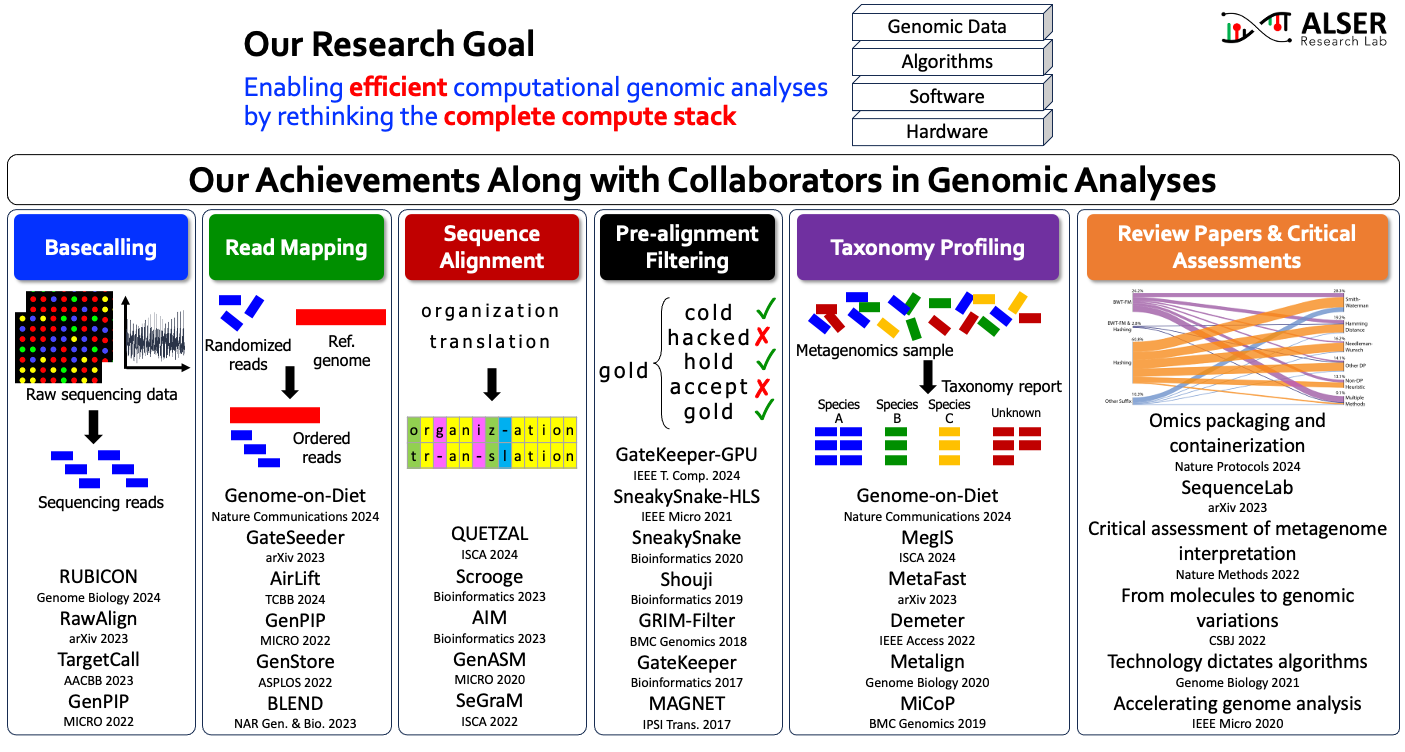 Our Research Goal
Enabling efficient computational genomic analyses
by rethinking the complete compute stack
Genomic Data
Algorithms
Software
Hardware
ALSER
Research Lab
Our Achievements Along with Collaborators in Genomic Analyses
Basecalling
Raw sequencing data
Sequencing reads
RUBICON
Genome Biology 2024
RawAlign
arXiv 2023
TargetCall
AACBB 2023
GenPIP
MICRO 2022
Read Mapping
Randomized
reads
Ref.
genome
Ordered
reads
Genome-on-Diet
Nature Communications 2024
GateSeeder
arXiv 2023
AirLift
TCBB 2024
GenPIP
MICRO 2022
GenStore
ASPLOS 2022
BLEND
NAR Gen. & Bio. 2023
Sequence
Alignment
organization
translation
organiz-ation
tr-an-slation
QUETZAL
ISCA 2024
Scrooge
Bioinformatics 2023
AIM
Bioinformatics 2023
GenASM
MICRO 2020
SeGraM
ISCA 2022
Pre-alignment
Filtering
gold
cold ✓
hacked ✗
hold ✓
accept ✗
gold ✓
GateKeeper-GPU
IEEE T. Comp. 2024
SneakySnake-HLS
IEEE Micro 2021
SneakySnake
Bioinformatics 2020
Shouji
Bioinformatics 2019
GRIM-Filter
BMC Genomics 2018
GateKeeper
Bioinformatics 2017
MAGNET
IPSI Trans. 2017
Taxonomy Profiling
Metagenomics sample
Taxonomy report
Species
A
Species
B
Species
C
Unknown
Genome-on-Diet
Nature Communications 2024
MegIS
ISCA 2024
MetaFast
arXiv 2023
Demeter
IEEE Access 2022
Metalign
Genome Biology 2020
MiCoP
BMC Genomics 2019
Review Papers & Critical
Assessments
BWT-FM
BWT-FM &
Hashing
Hashing
Other Suffix
Smith-
Waterman
Hamming
Distance
Needleman-
Wunsch
Other DP
Non-DP
Heuristic
Multiple
Methods
Omics packaging and
containerization
Nature Protocols 2024
SequenceLab
arXiv 2023
Critical assessment of metagenome
interpretation
Nature Methods 2022
From molecules to genomic
variations
CSBJ 2022
Technology dictates algorithms
Genome Biology 2021
Accelerating genome analysis
IEEE Micro 2020